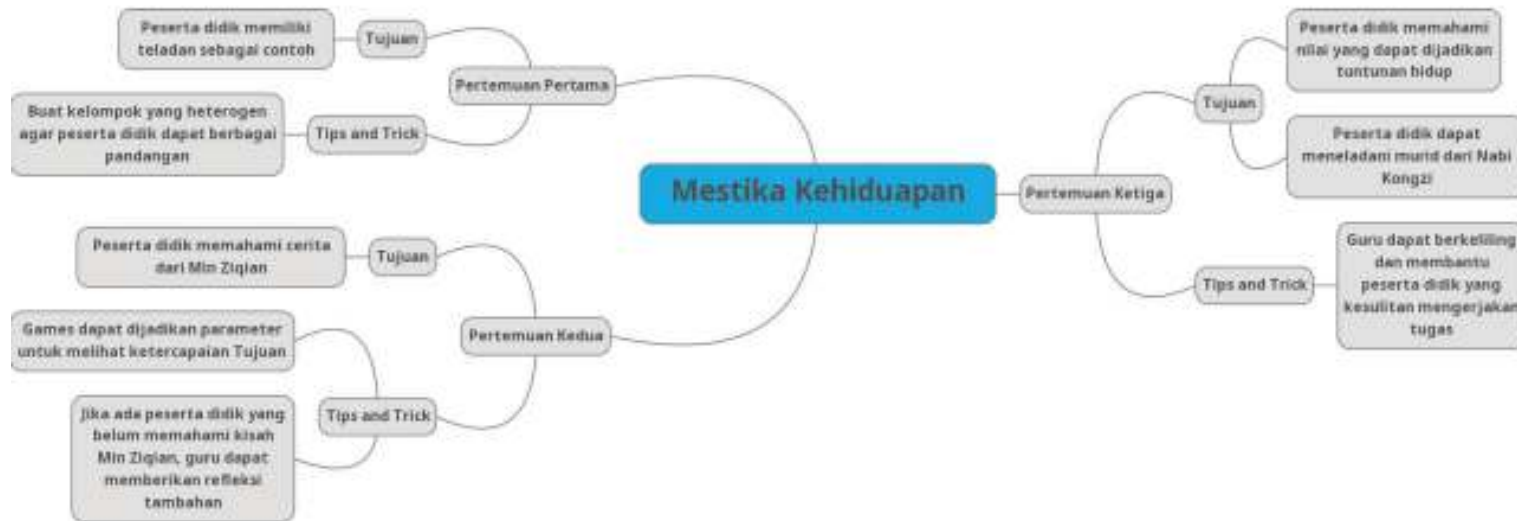 Mestika Kehiduapan
Pertemuan Pertama
Tujuan
Peserta didik memiliki
teladan sebagai contoh
Tips and Trick
Buat kelompok yang heterogen
agar peserta didik dapat berbagai
pandangan
Pertemuan Kedua
Tujuan
Peserta didik memahami cerita
dari Min Ziqian
Tips and Trick
Games dapat dijadikan parameter
untuk melihat ketercapaian Tujuan
Jika ada peserta didik yang
belum memahami kisah
Min Ziqian, guru dapat
memberikan refleksi
tambahan
Pertemuan Ketiga
Tujuan
Peserta didik memahami
nilai yang dapat dijadikan
tuntunan hidup
Peserta didik dapat
meneladani murid dari Nabi
Kongzi
Tips and Trick
Guru dapat berkeliling
dan membantu
peserta didik yang
kesulitan mengerjakan
tugas